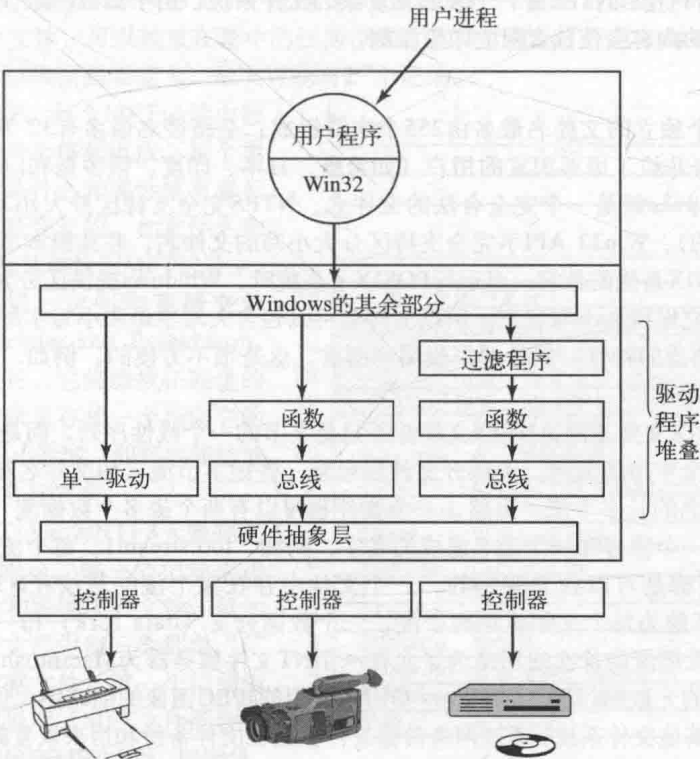 用户进程
用户程序
Win32
Windows的其余部分
过滤程序
函数
函数
驱动
程序
堆叠
单一驱动
总线
总线
硬件抽象层
控制器
控制器
控制器